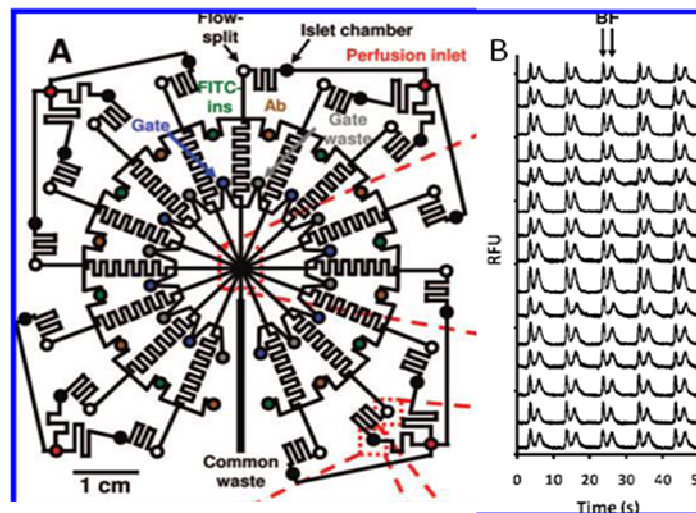 A
Flow-
split
Islet chamber
Perfusion inlet
FITC-
ins
Ab
Gate
Gate
waste
Common
waste
1 cm
B
BF
RFU
0 10 20 30 40
Time (s)